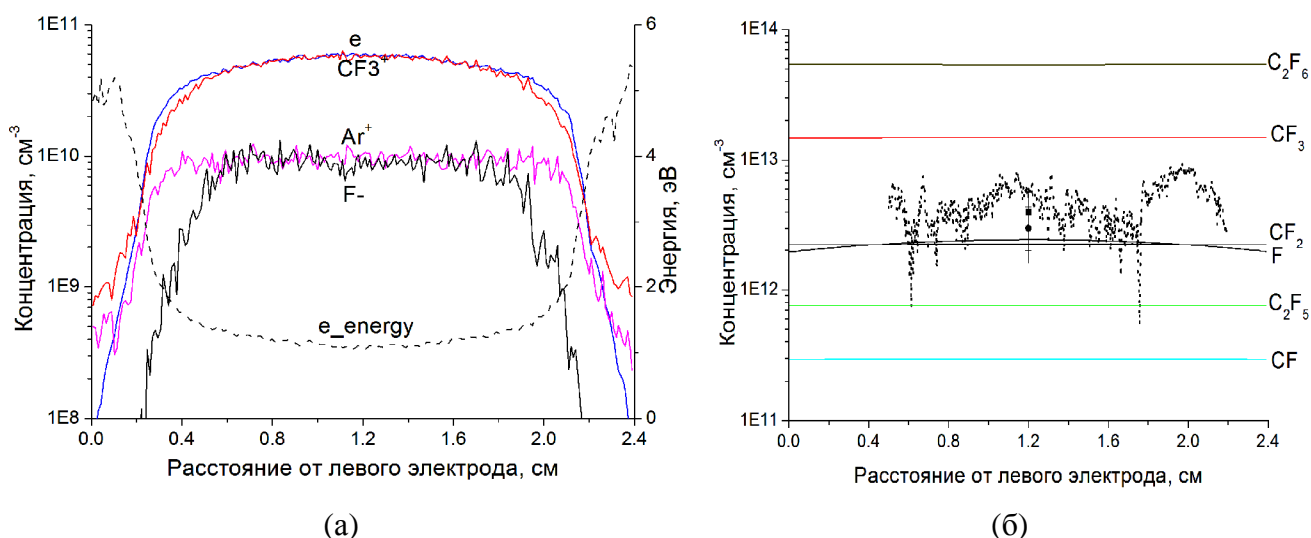 1E11
1E10
1E9
1E8
Концентрация, см⁻³
6
4
2
0
Энергия, эВ
e
CF3⁺
Ar⁺
F-
e_energy
0.0 0.4 0.8 1.2 1.6 2.0 2.4
Расстояние от левого электрода, см
(а)
1E14
1E13
1E12
1E11
Концентрация, см⁻³
C₂F₆
CF₃
CF₂
F
C₂F₅
CF
0.0 0.4 0.8 1.2 1.6 2.0 2.4
Расстояние от левого электрода, см
(б)